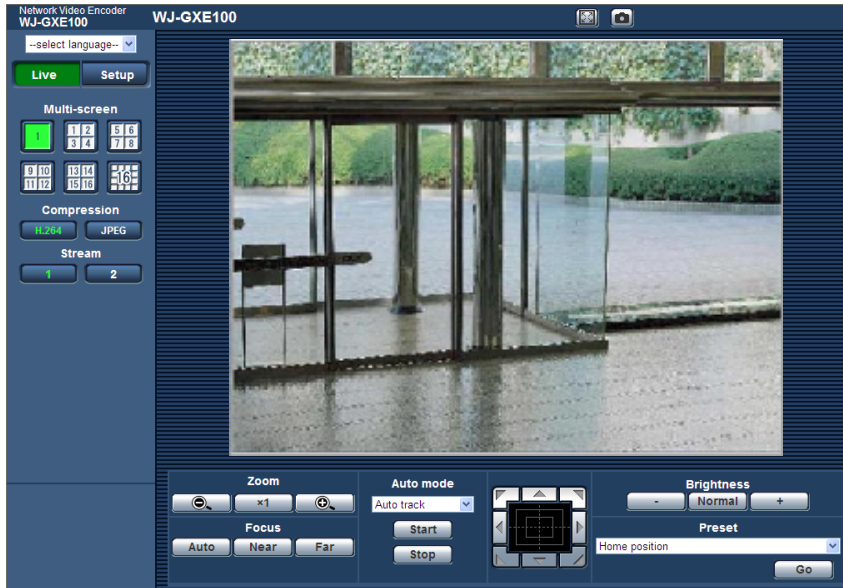 Network Video Encoder
WJ-GXE100
WJ-GXE100
--select language--
Live Setup
Multi-screen
1 1 2 3 4 5 6 7 8
9 10 11 12 13 14 15 16 16
Compression
H.264 JPEG
Stream
1 2
Zoom
×1
Focus
Auto Near Far
Auto mode
Auto track
Start
Stop
Brightness
- Normal +
Preset
Home position
Go